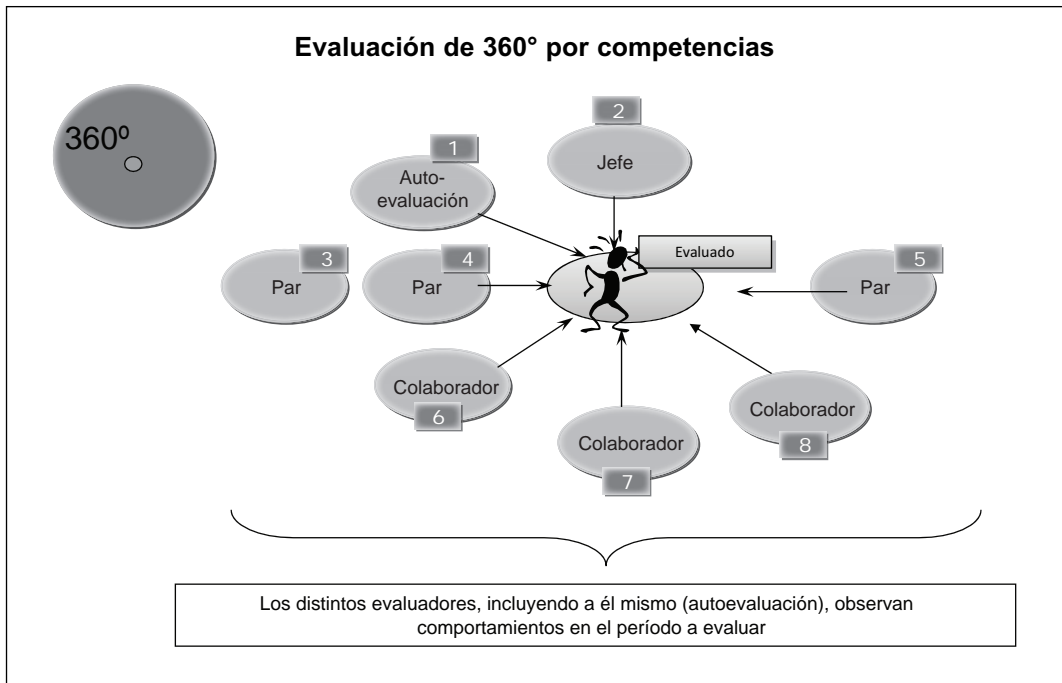 Evaluación de 360° por competencias
360º
1
Auto-
evaluación
2
Jefe
Evaluado
3
Par
4
Par
5
Par
Colaborador
6
Colaborador
7
Colaborador
8
Los distintos evaluadores, incluyendo a él mismo (autoevaluación), observan
comportamientos en el período a evaluar